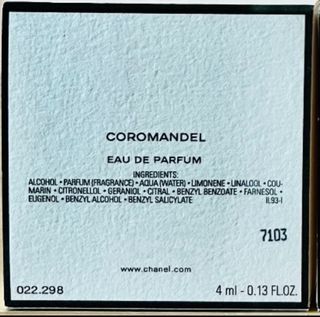 COROMANDEL
EAU DE PARFUM
INGREDIENTS:
ALCOHOL • PARFUM (FRAGRANCE) • AQUA (WATER) • LIMONENE • LINALOOL • COU-
MARIN • CITRONELLOL • GERANIOL • CITRAL • BENZYL BENZOATE • FARNESOL •
EUGENOL • BENZYL ALCOHOL • BENZYL SALICYLATE IL93-I
7103
www.chanel.com
022.298 4 ml - 0.13 FL.OZ.